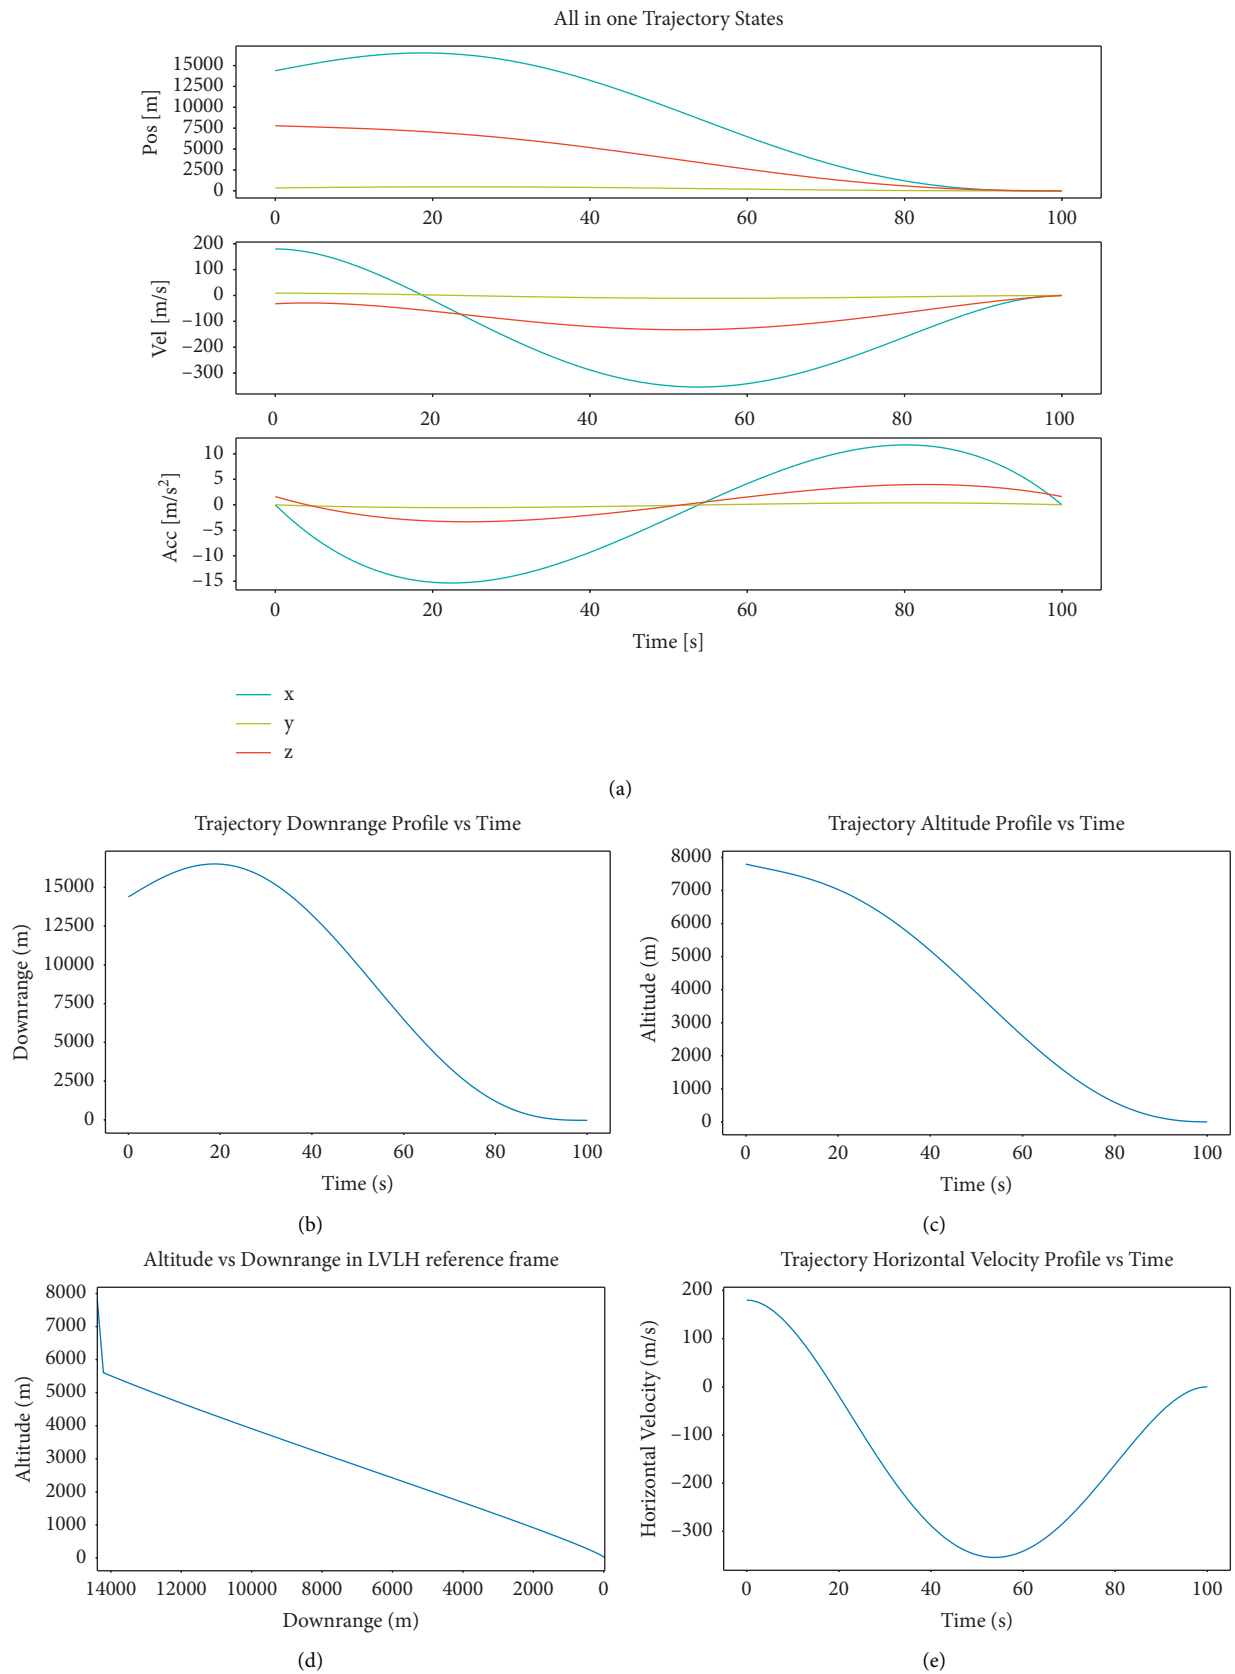 All in one Trajectory States
Pos [m]
15000
12500
10000
7500
5000
2500
0
0 20 40 60 80 100
Vel [m/s]
200
100
0
−100
−200
−300
0 20 40 60 80 100
Acc [m/s²]
10
5
0
−5
−10
−15
0 20 40 60 80 100
Time [s]
x
y
z
(a)
Trajectory Downrange Profile vs Time
Downrange (m)
15000
12500
10000
7500
5000
2500
0
0 20 40 60 80 100
Time (s)
(b)
Trajectory Altitude Profile vs Time
Altitude (m)
8000
7000
6000
5000
4000
3000
2000
1000
0
0 20 40 60 80 100
Time (s)
(c)
Altitude vs Downrange in LVLH reference frame
Altitude (m)
8000
7000
6000
5000
4000
3000
2000
1000
0
14000 12000 10000 8000 6000 4000 2000 0
Downrange (m)
(d)
Trajectory Horizontal Velocity Profile vs Time
Horizontal Velocity (m/s)
200
100
0
−100
−200
−300
0 20 40 60 80 100
Time (s)
(e)